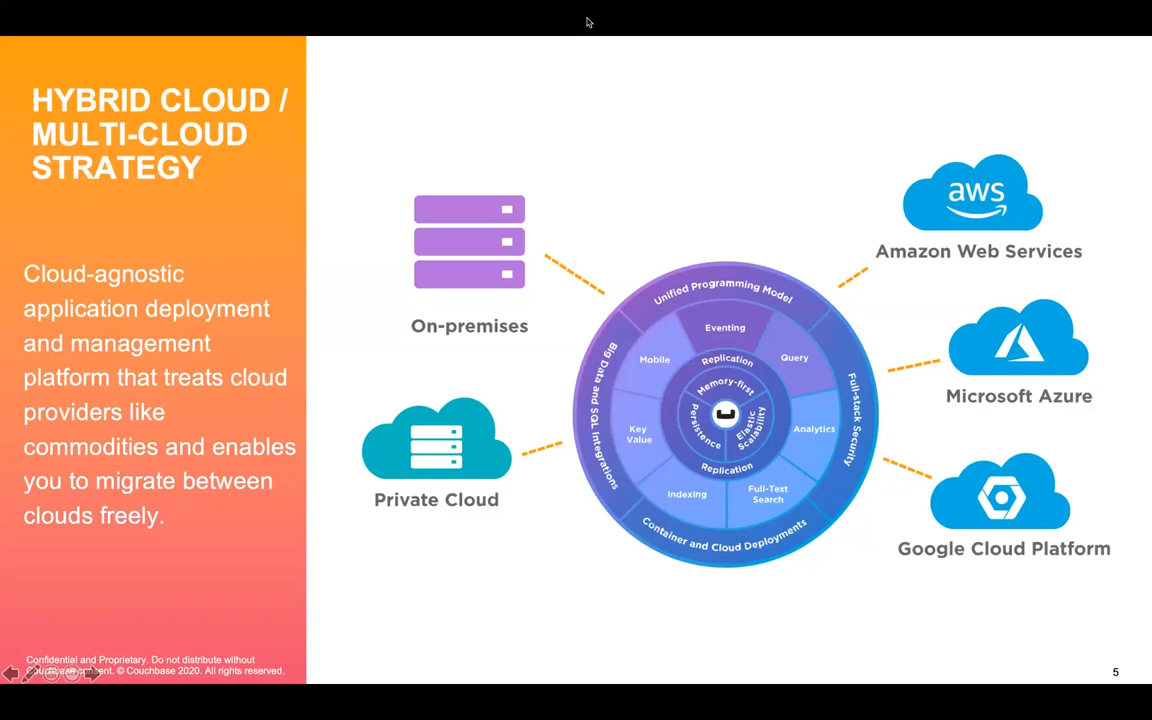 HYBRID CLOUD /
MULTI-CLOUD
STRATEGY
Cloud-agnostic
application deployment
and management
platform that treats cloud
providers like
commodities and enables
you to migrate between
clouds freely.
On-premises
Private Cloud
Unified Programming Model
Big Data and SQL Integrations
Full-stack Security
Container and Cloud Deployments
Eventing
Mobile
Query
Key
Value
Analytics
Indexing
Full-Text
Search
Replication
Memory-first
Persistence
Elastic
Scalability
Replication
aws
Amazon Web Services
Microsoft Azure
Google Cloud Platform
Confidential and Proprietary. Do not distribute without
Couchbase consent. © Couchbase 2020. All rights reserved.
5